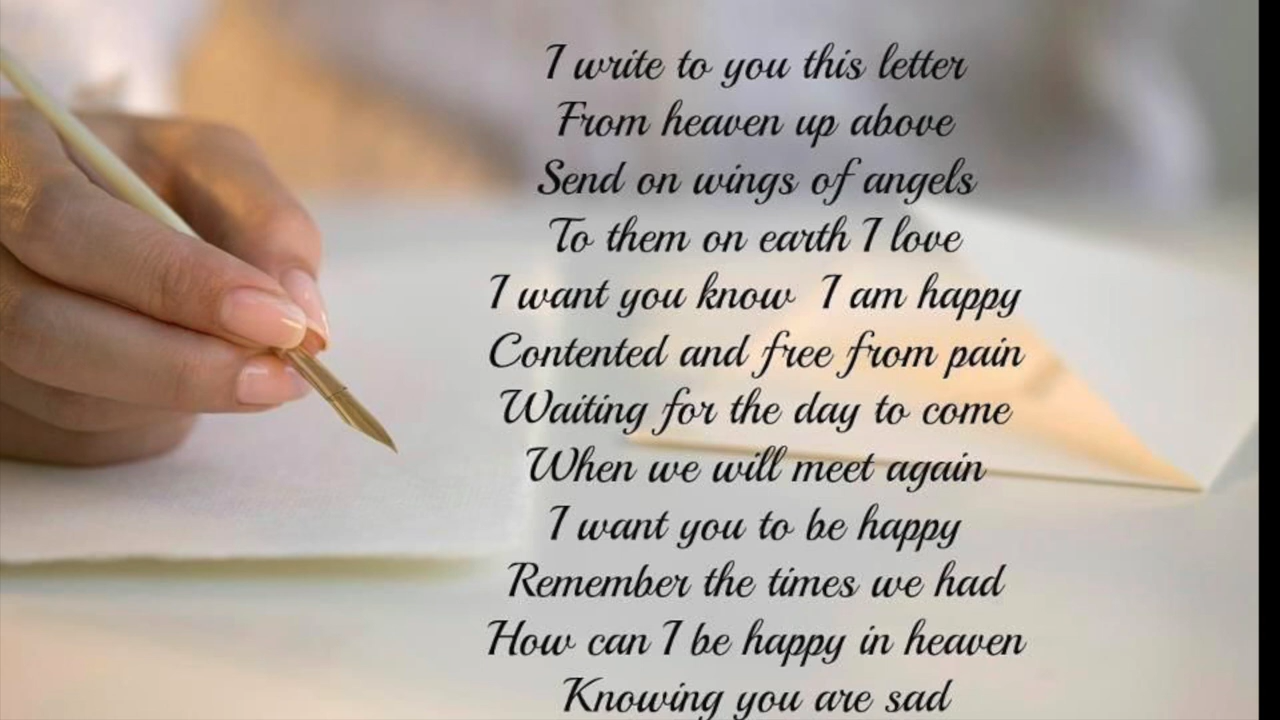 I write to you this letter
From heaven up above
Send on wings of angels
To them on earth I love
I want you know I am happy
Contented and free from pain
Waiting for the day to come
When we will meet again
I want you to be happy
Remember the times we had
How can I be happy in heaven
Knowing you are sad